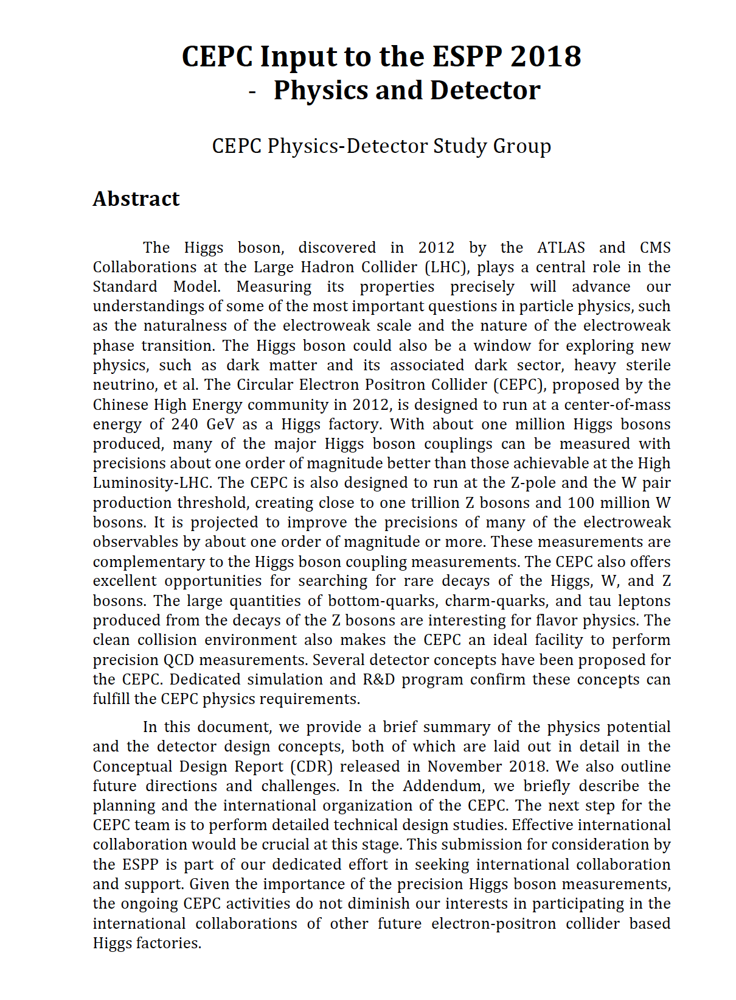 CEPC Input to the ESPP 2018
- Physics and Detector
CEPC Physics-Detector Study Group
Abstract
The Higgs boson, discovered in 2012 by the ATLAS and CMS
Collaborations at the Large Hadron Collider (LHC), plays a central role in the
Standard Model. Measuring its properties precisely will advance our
understandings of some of the most important questions in particle physics, such
as the naturalness of the electroweak scale and the nature of the electroweak
phase transition. The Higgs boson could also be a window for exploring new
physics, such as dark matter and its associated dark sector, heavy sterile
neutrino, et al. The Circular Electron Positron Collider (CEPC), proposed by the
Chinese High Energy community in 2012, is designed to run at a center-of-mass
energy of 240 GeV as a Higgs factory. With about one million Higgs bosons
produced, many of the major Higgs boson couplings can be measured with
precisions about one order of magnitude better than those achievable at the High
Luminosity-LHC. The CEPC is also designed to run at the Z-pole and the W pair
production threshold, creating close to one trillion Z bosons and 100 million W
bosons. It is projected to improve the precisions of many of the electroweak
observables by about one order of magnitude or more. These measurements are
complementary to the Higgs boson coupling measurements. The CEPC also offers
excellent opportunities for searching for rare decays of the Higgs, W, and Z
bosons. The large quantities of bottom-quarks, charm-quarks, and tau leptons
produced from the decays of the Z bosons are interesting for flavor physics. The
clean collision environment also makes the CEPC an ideal facility to perform
precision QCD measurements. Several detector concepts have been proposed for
the CEPC. Dedicated simulation and R&D program confirm these concepts can
fulfill the CEPC physics requirements.
In this document, we provide a brief summary of the physics potential
and the detector design concepts, both of which are laid out in detail in the
Conceptual Design Report (CDR) released in November 2018. We also outline
future directions and challenges. In the Addendum, we briefly describe the
planning and the international organization of the CEPC. The next step for the
CEPC team is to perform detailed technical design studies. Effective international
collaboration would be crucial at this stage. This submission for consideration by
the ESPP is part of our dedicated effort in seeking international collaboration
and support. Given the importance of the precision Higgs boson measurements,
the ongoing CEPC activities do not diminish our interests in participating in the
international collaborations of other future electron-positron collider based
Higgs factories.